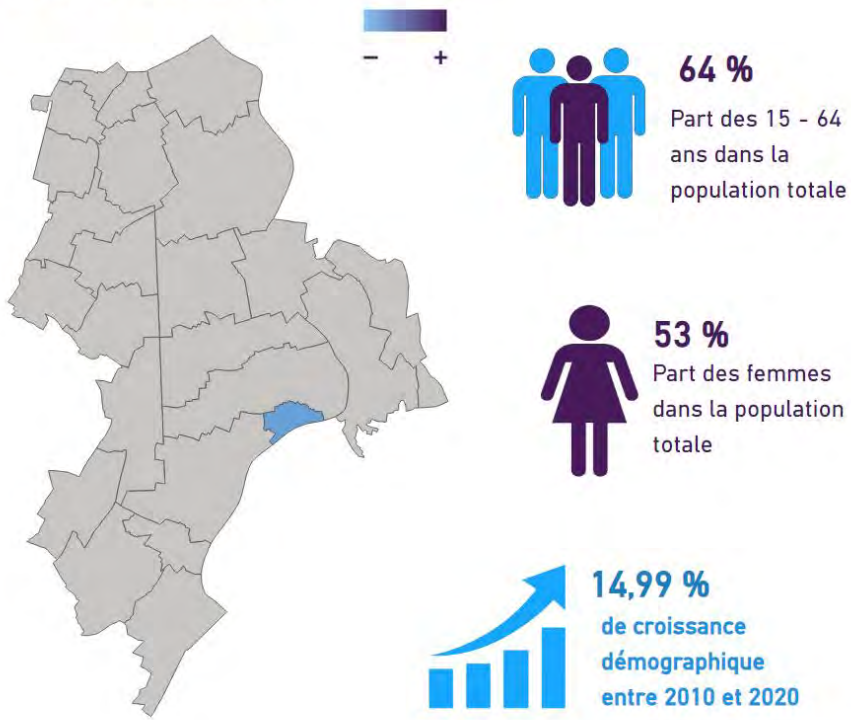 − +
64 %
Part des 15 - 64
ans dans la
population totale
53 %
Part des femmes
dans la population
totale
14,99 %
de croissance
démographique
entre 2010 et 2020